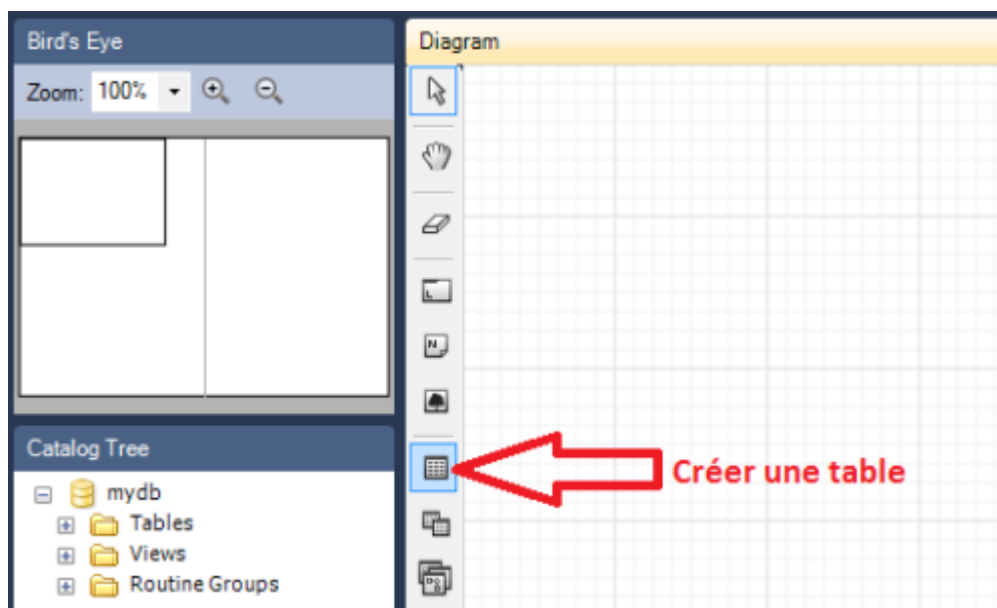 Bird's Eye
Zoom: 100%
Catalog Tree
mydb
Tables
Views
Routine Groups
Diagram
L
N
Créer une table